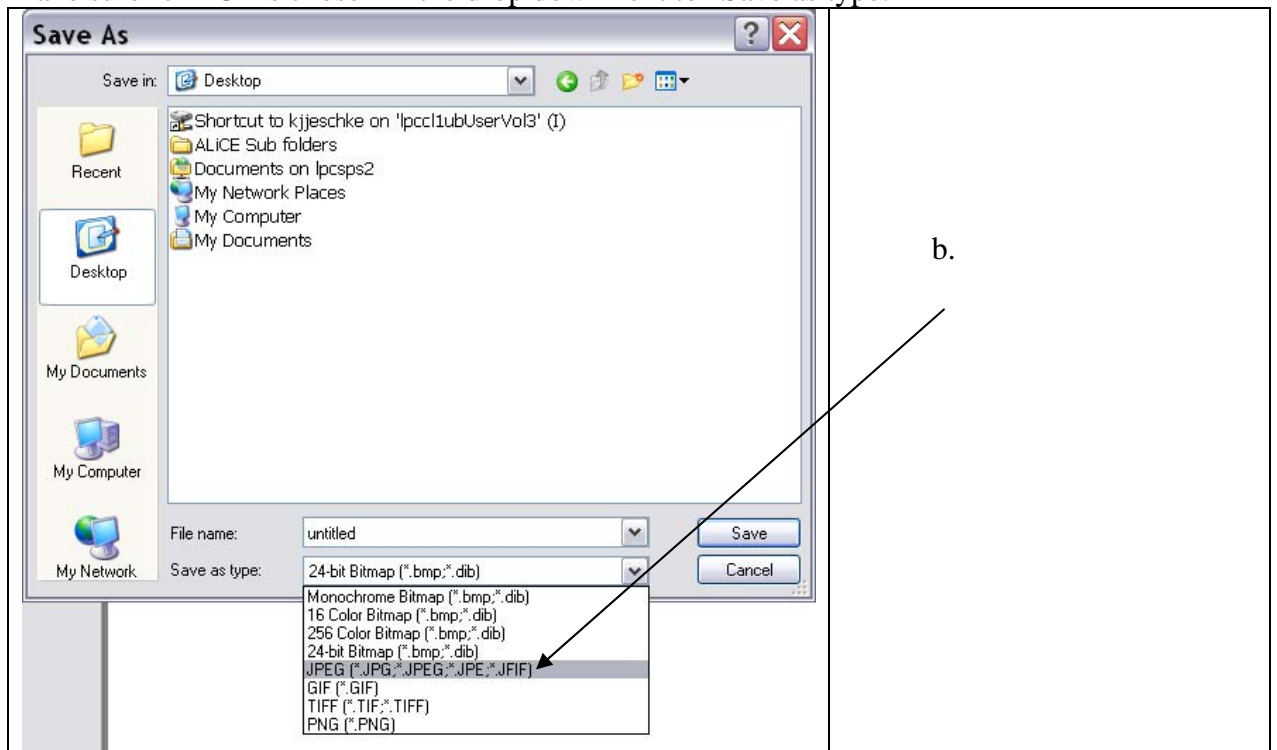 Save As
Save in:
Desktop
Shortcut to kjjeschke on 'lpccl1ubUserVol3' (I)
ALiCE Sub folders
Documents on lpcsps2
My Network Places
My Computer
My Documents
Recent
Desktop
My Documents
My Computer
My Network
File name:
untitled
Save
Save as type:
24-bit Bitmap (*.bmp;*.dib)
Cancel
Monochrome Bitmap (*.bmp;*.dib)
16 Color Bitmap (*.bmp;*.dib)
256 Color Bitmap (*.bmp;*.dib)
24-bit Bitmap (*.bmp;*.dib)
JPEG (*.JPG;*.JPEG;*.JPE;*.JFIF)
GIF (*.GIF)
TIFF (*.TIF;*.TIFF)
PNG (*.PNG)
b.